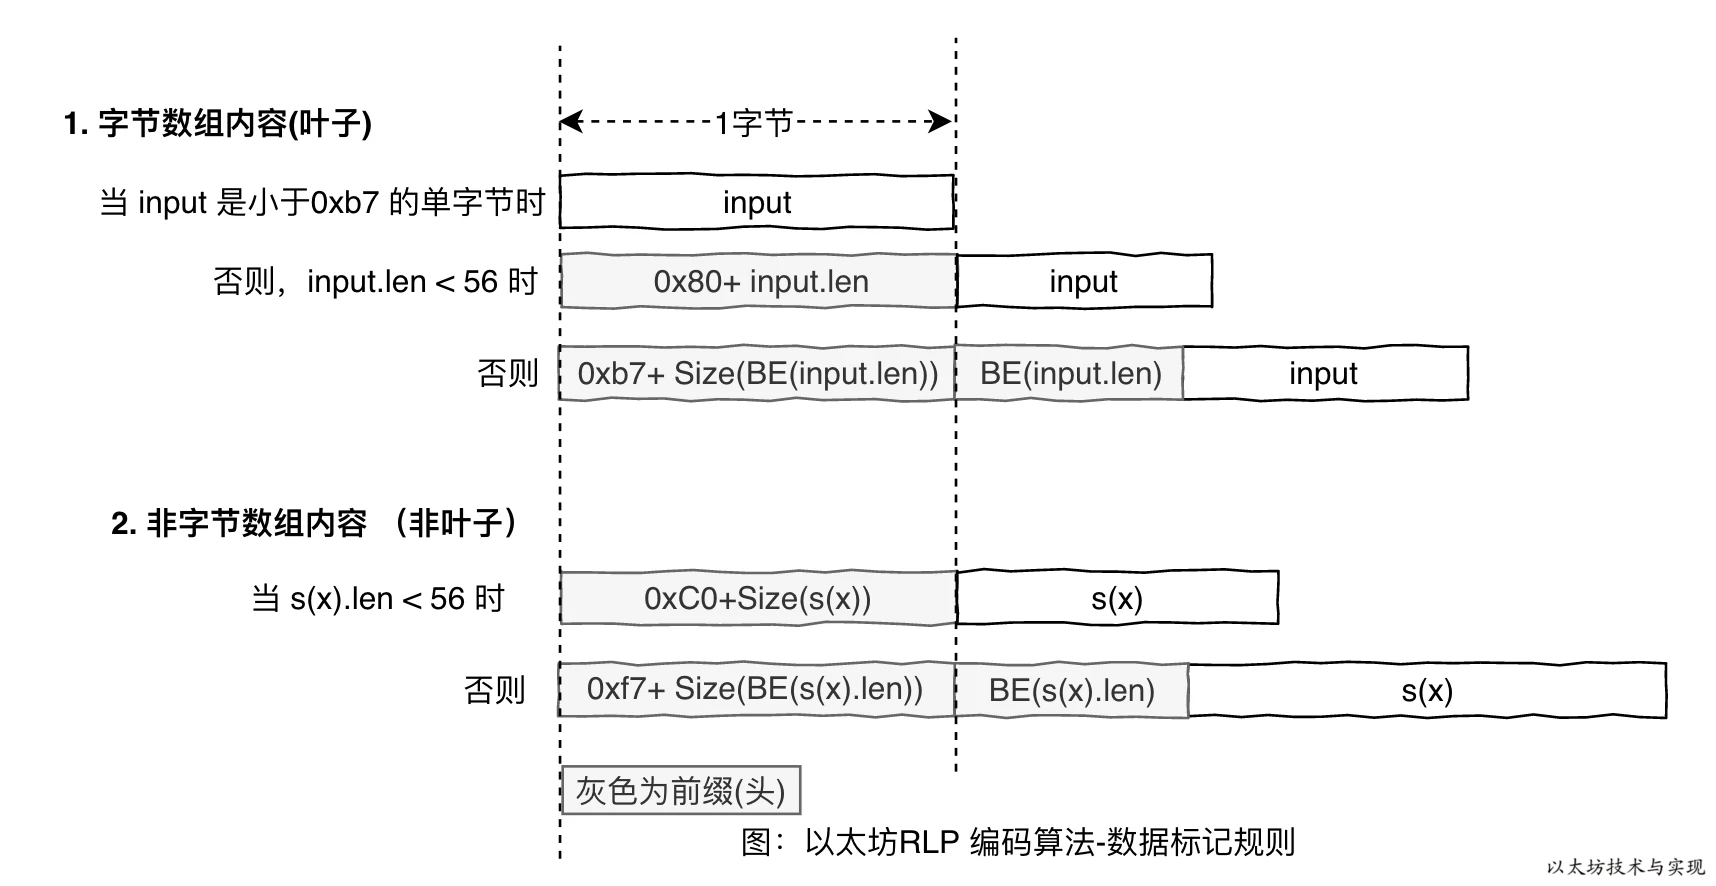 1. 字节数组内容(叶子)
1字节
当 input 是小于0xb7 的单字节时
input
否则，input.len < 56 时
0x80+ input.len
input
否则
0xb7+ Size(BE(input.len))
BE(input.len)
input
2. 非字节数组内容 （非叶子）
当 s(x).len < 56 时
0xC0+Size(s(x))
s(x)
否则
0xf7+ Size(BE(s(x).len))
BE(s(x).len)
s(x)
灰色为前缀(头)
图：以太坊RLP 编码算法-数据标记规则
以太坊技术与实现